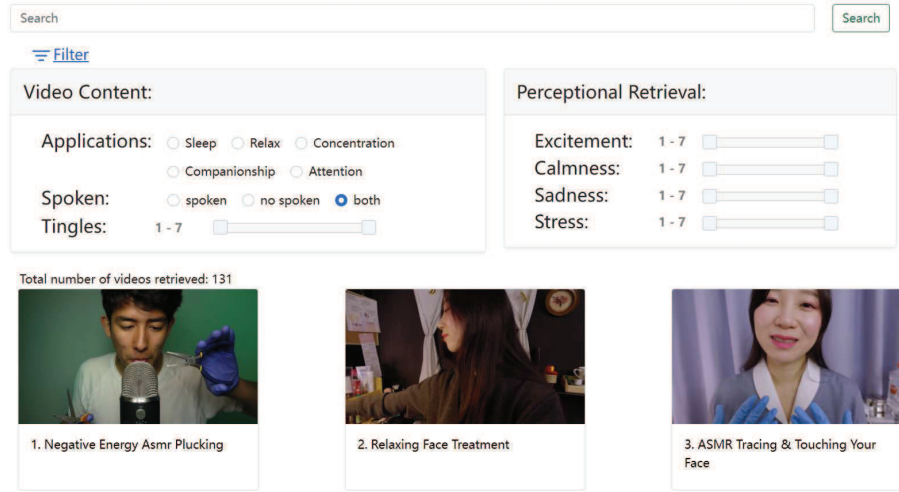 Search
Search
Filter
Video Content:
Applications: Sleep Relax Concentration
Companionship Attention
Spoken: spoken no spoken both
Tingles: 1 - 7
Perceptional Retrieval:
Excitement: 1 - 7
Calmness: 1 - 7
Sadness: 1 - 7
Stress: 1 - 7
Total number of videos retrieved: 131
1. Negative Energy Asmr Plucking
2. Relaxing Face Treatment
3. ASMR Tracing & Touching Your
Face